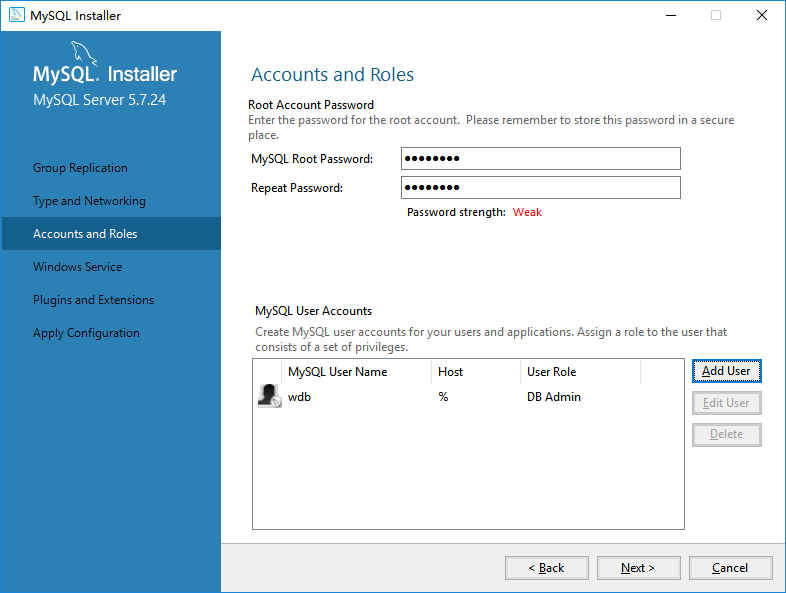 MySQL Installer
MySQL. Installer
MySQL Server 5.7.24
Group Replication
Type and Networking
Accounts and Roles
Windows Service
Plugins and Extensions
Apply Configuration
Accounts and Roles
Root Account Password
Enter the password for the root account. Please remember to store this password in a secure
place.
MySQL Root Password: ●●●●●●●●
Repeat Password: ●●●●●●●●
Password strength: Weak
MySQL User Accounts
Create MySQL user accounts for your users and applications. Assign a role to the user that
consists of a set of privileges.
MySQL User Name Host User Role
wdb % DB Admin
Add User
Edit User
Delete
< Back Next > Cancel